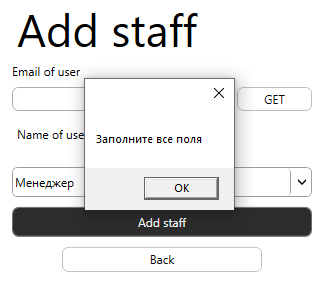 Add staff
Email of user
GET
Name of use
Заполните все поля
Менеджер
OK
Add staff
Back